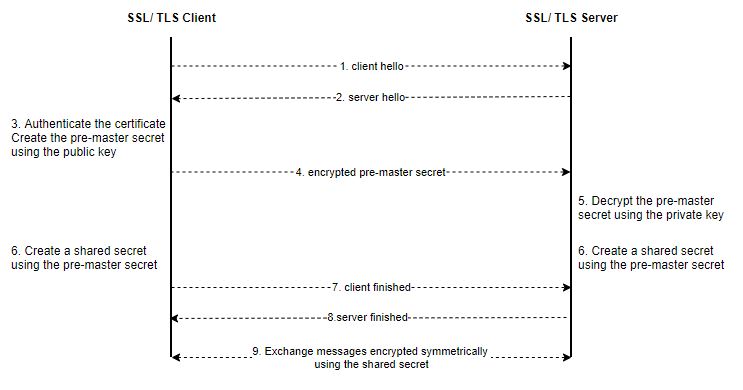 SSL/ TLS Client
SSL/ TLS Server
1. client hello
2. server hello
3. Authenticate the certificate
Create the pre-master secret
using the public key
4. encrypted pre-master secret
5. Decrypt the pre-master
secret using the private key
6. Create a shared secret
using the pre-master secret
6. Create a shared secret
using the pre-master secret
7. client finished
8.server finished
9. Exchange messages encrypted symmetrically
using the shared secret